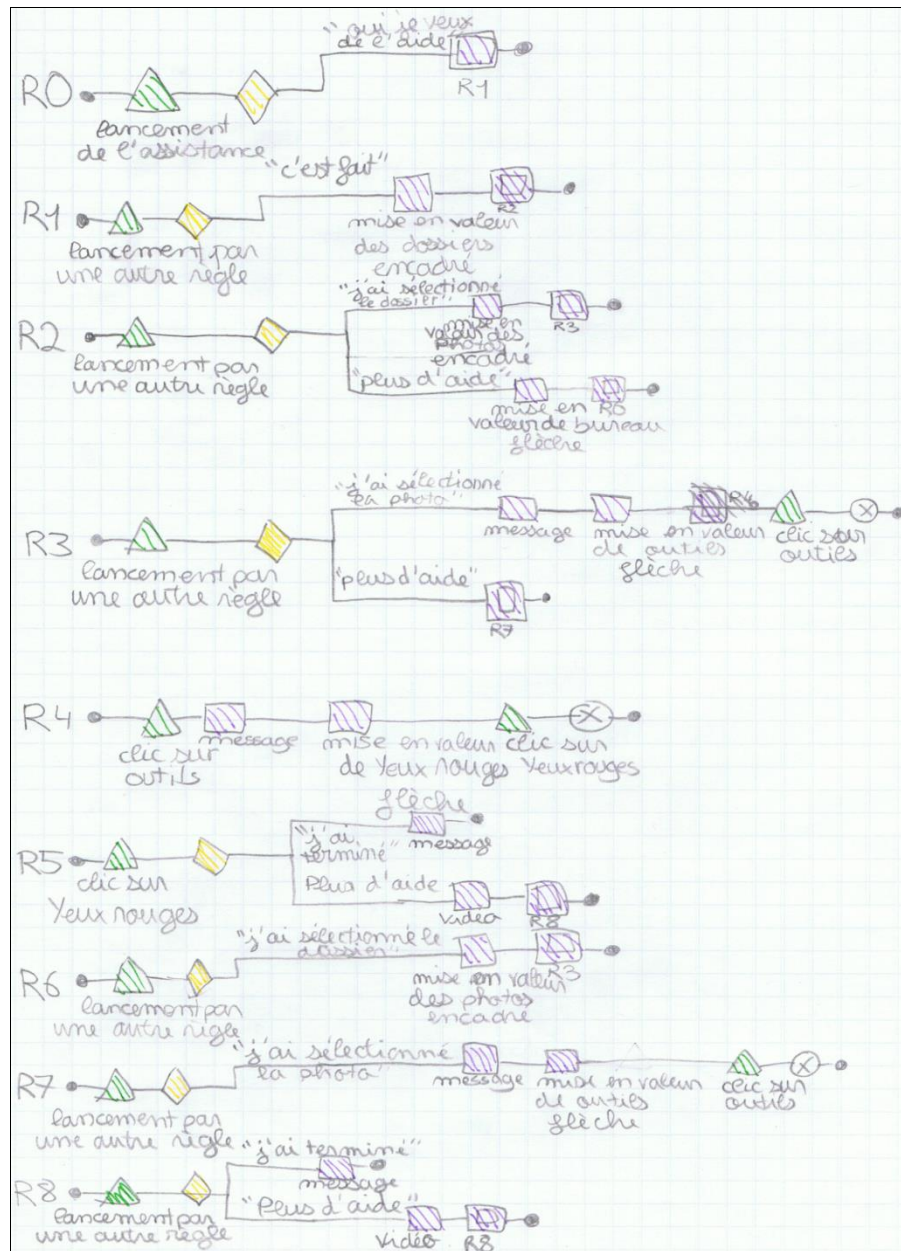 "oui je veux
de l'aide"
R0
R1
lancement
de l'assistance
"c'est fait"
R1
R2
lancement par
une autre règle
mise en valeur
des dossiers
encadré
"j'ai sélectionné
le dossier"
R2
R3
lancement par
une autre règle
mise en
valeur des
photos
encadré
"plus d'aide"
mise en R6
valeur de bureau
flèche
"j'ai sélectionné
la photo"
R4
R3
message
mise en valeur
de outils
flèche
clic sur
outils
lancement par
une autre règle
"plus d'aide"
R7
R4
clic sur
outils
message
mise en valeur
de Yeux rouges
flèche
clic sur
Yeux rouges
"j'ai
terminé"
message
R5
clic sur
Yeux rouges
Plus d'aide
vidéo
R8
"j'ai sélectionné le
dossier"
R6
R3
lancement par
une autre règle
mise en valeur
des photos
encadré
"j'ai sélectionné
la photo"
R7
message
mise en valeur
de outils
flèche
clic sur
outils
lancement par
une autre règle
"j'ai terminé"
message
R8
"Plus d'aide"
lancement par
une autre règle
vidéo
R8